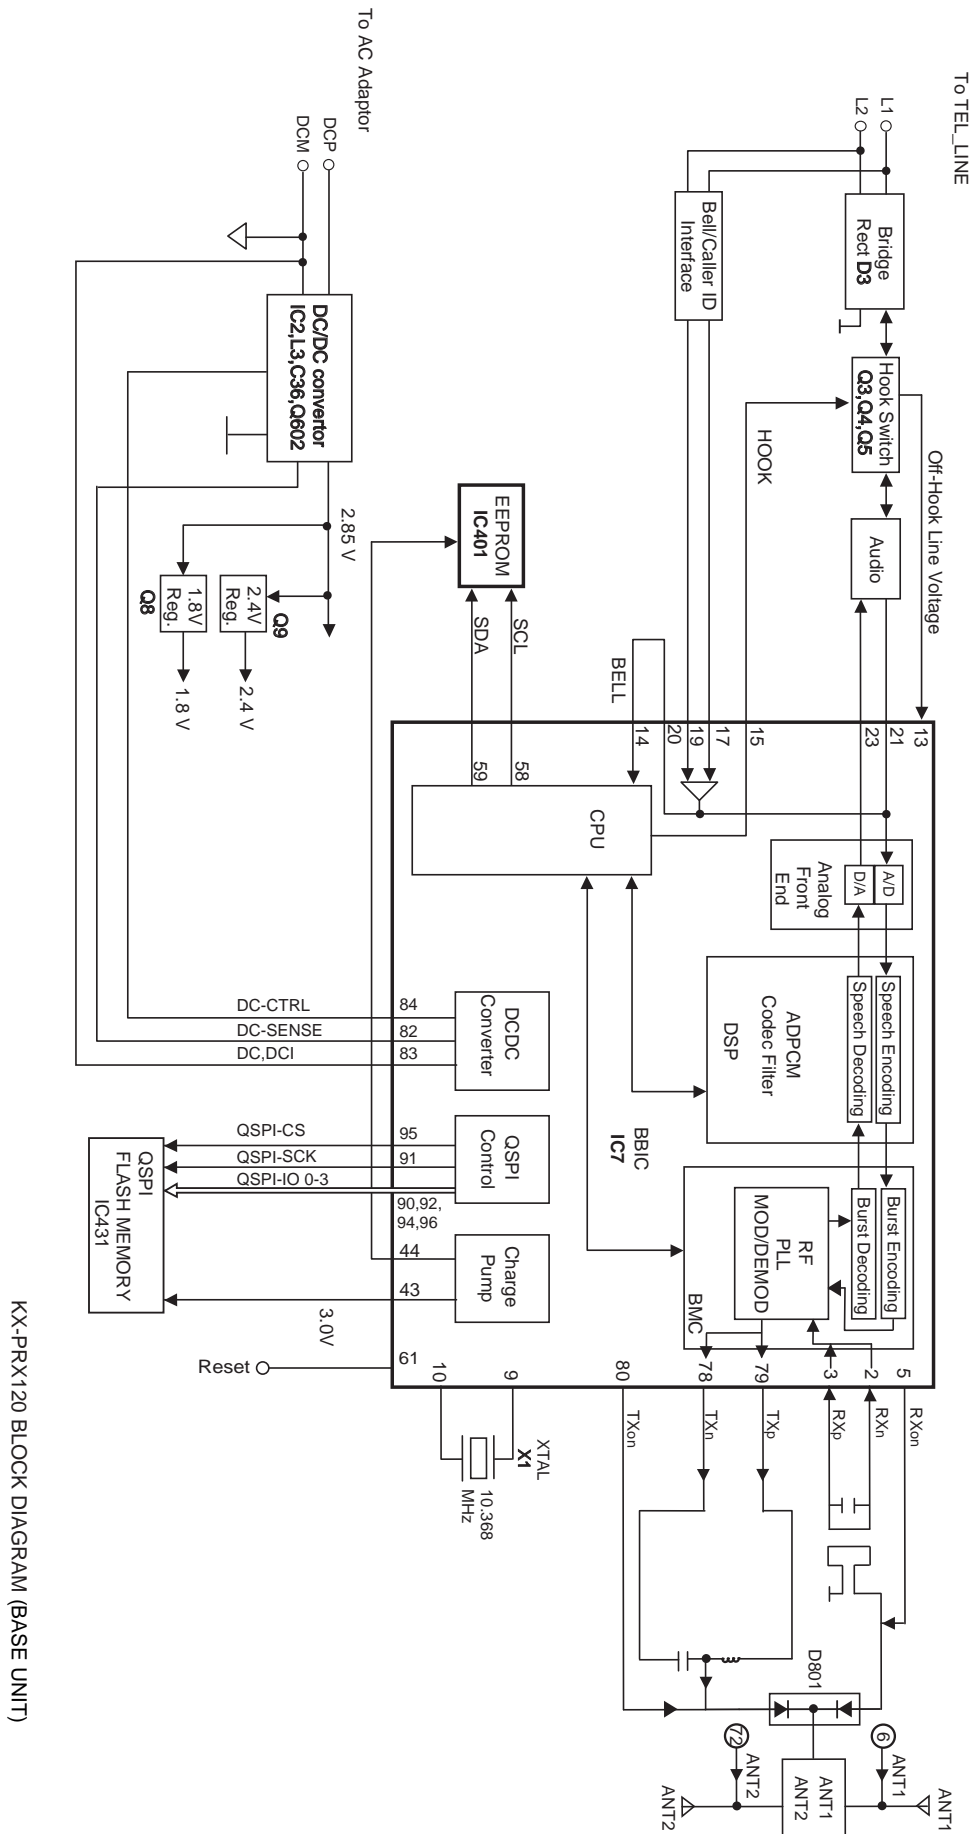 To TEL_LINE
L1
L2
Bridge
Rect D3
Hook Switch
Q3,Q4,Q5
Off-Hook Line Voltage
Audio
Bell/Caller ID
Interface
HOOK
BELL
13
21
23
15
17
19
20
14
A/D
D/A
Analog
Front
End
Speech Encoding
Speech Decoding
ADPCM
Codec Filter
DSP
BBIC
IC7
Burst Encoding
Burst Decoding
RF
PLL
MOD/DEMOD
BMC
CPU
5
2
3
79
78
80
9
10
RXon
RXn
RXp
TXp
TXn
TXon
D801
6
ANT1
ANT1
ANT1
ANT2
72
ANT2
ANT2
XTAL
X1
10.368
MHz
EEPROM
IC401
SCL
SDA
58
59
To AC Adaptor
DCP
DCM
DC/DC convertor
IC2,L3,C36,Q602
2.85 V
2.4V
Reg.
Q9
2.4 V
1.8V
Reg.
Q8
1.8 V
DC-CTRL
DC-SENSE
DC,DCI
84
82
83
DCDC
Converter
QSPI-CS
QSPI-SCK
QSPI-IO 0-3
95
91
90,92,
94,96
QSPI
Control
44
43
Charge
Pump
3.0V
QSPI
FLASH MEMORY
IC431
Reset
61
KX-PRX120 BLOCK DIAGRAM (BASE UNIT)